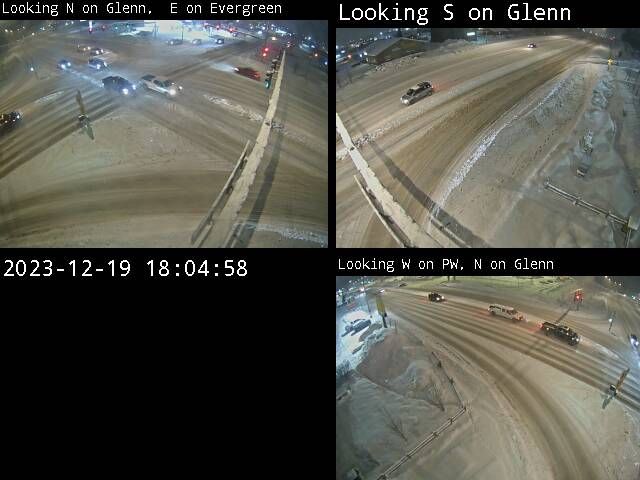 Looking N on Glenn, E on Evergreen
Looking S on Glenn
2023-12-19 18:04:58
Looking W on PW, N on Glenn